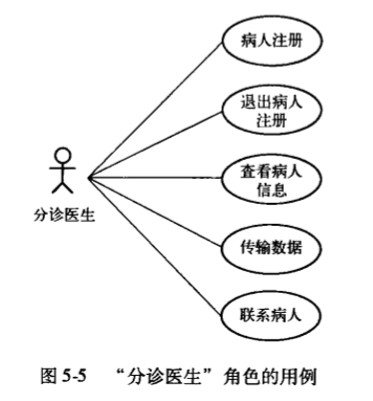 病人注册
退出病人
注册
查看病人
信息
分诊医生
传输数据
联系病人
图 5-5 “分诊医生”角色的用例